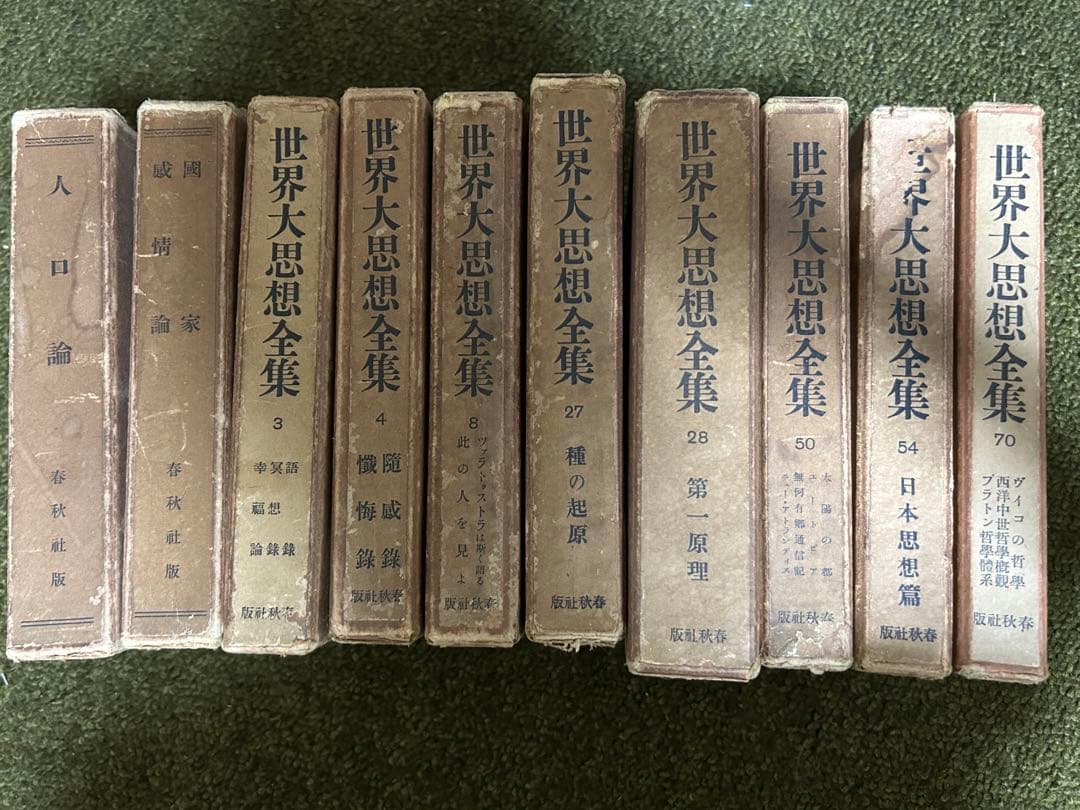 人口論
春秋社版
國家
感情論
春秋社版
世界大思想全集
3
語錄
冥想錄
幸福論
春秋社版
世界大思想全集
4
隨感錄
懺悔錄
春秋社版
世界大思想全集
8
ツァラトゥストラは斯く語る
此の人を見よ
春秋社版
世界大思想全集
27
種の起原
春秋社版
世界大思想全集
28
第一原理
春秋社版
世界大思想全集
50
太陽の都
ユートピア
無何有郷通信記
ニュー・アトランティス
春秋社版
世界大思想全集
54
日本思想篇
春秋社版
世界大思想全集
70
ヴイコの哲學
西洋中世哲學概觀
プラトン哲學體系
春秋社版